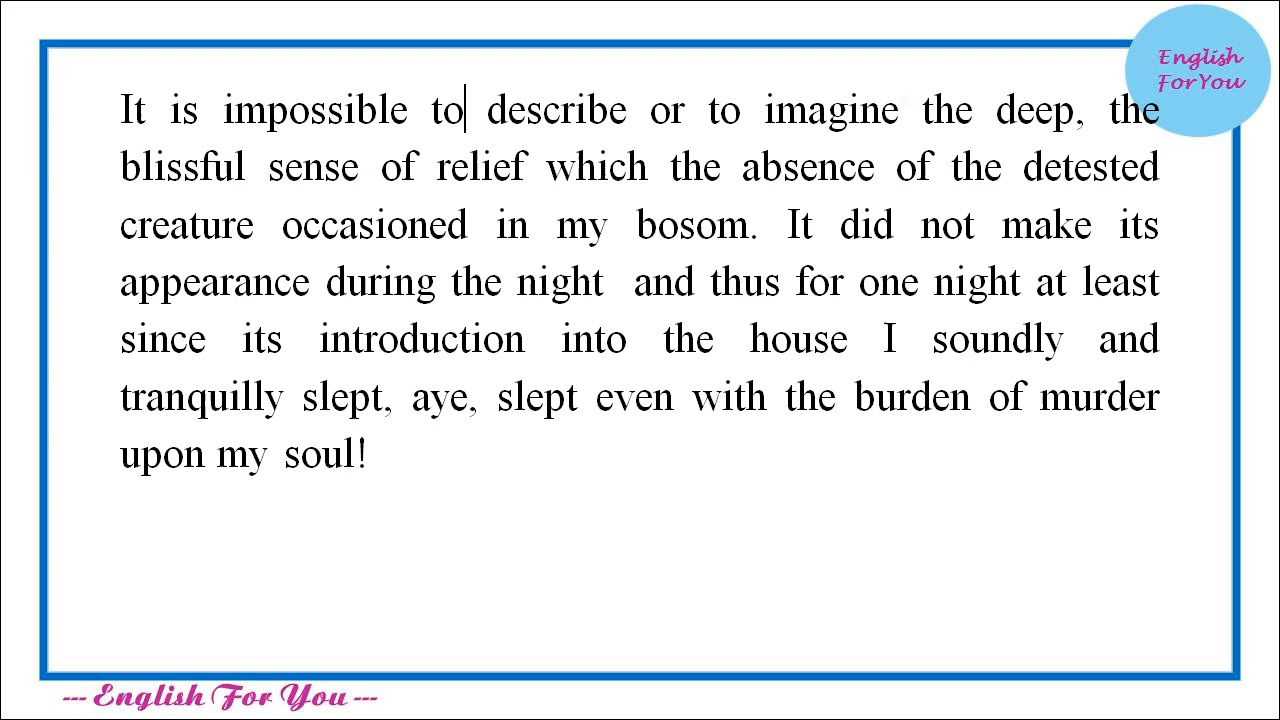 English
ForYou
It is impossible to describe or to imagine the deep, the
blissful sense of relief which the absence of the detested
creature occasioned in my bosom. It did not make its
appearance during the night and thus for one night at least
since its introduction into the house I soundly and
tranquilly slept, aye, slept even with the burden of murder
upon my soul!
--- English For You ---